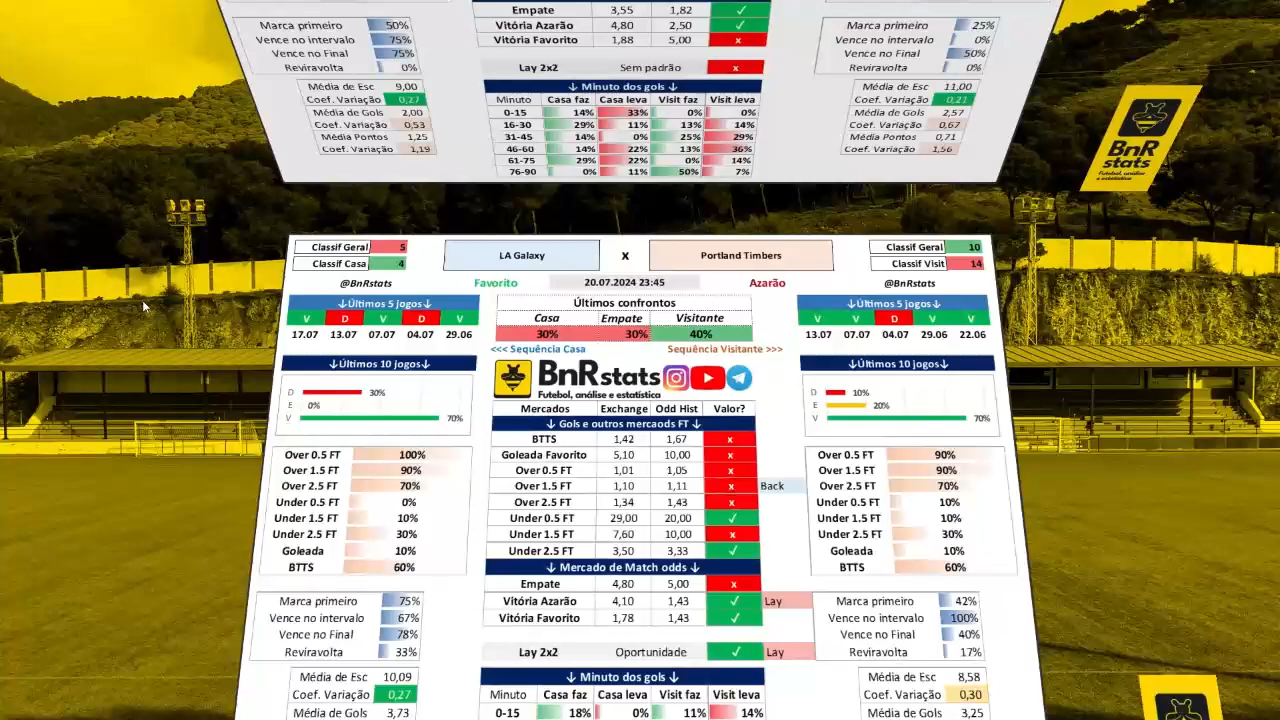 Empate 3,55 1,82 ✓
Marca primeiro 50% Vitória Azarão 4,80 2,50 ✓ Marca primeiro 25%
Vence no intervalo 75% Vitória Favorito 1,88 5,00 x Vence no intervalo 0%
Vence no Final 75% Vence no Final 50%
Reviravolta 0% Lay 2x2 Sem padrão x Reviravolta 0%
Média de Esc 9,00 ↓ Minuto dos gols ↓ Média de Esc 11,00
Coef. Variação 0,27 Minuto Casa faz Casa leva Visit faz Visit leva Coef. Variação 0,21
Média de Gols 2,00 0-15 14% 33% 0% 0% Média de Gols 2,57
Coef. Variação 0,53 16-30 29% 11% 13% 14% Coef. Variação 0,67
Média Pontos 1,25 31-45 14% 0% 25% 29% Média Pontos 0,71
Coef. Variação 1,19 46-60 14% 22% 13% 36% Coef. Variação 1,56
61-75 29% 22% 0% 14%
76-90 0% 11% 50% 7%
BnR
stats
Futebol, análise
e estatística
Classif Geral 5 LA Galaxy x Portland Timbers Classif Geral 10
Classif Casa 4 Classif Visit 14
@BnRstats Favorito 20.07.2024 23:45 Azarão @BnRstats
↓Últimos 5 jogos↓ Últimos confrontos ↓Últimos 5 jogos↓
V D V D V Casa Empate Visitante V V D V V
17.07 13.07 07.07 04.07 29.06 30% 30% 40% 13.07 07.07 04.07 29.06 22.06
<<< Sequência Casa Sequência Visitante >>>
↓Últimos 10 jogos↓ BnRstats ↓Últimos 10 jogos↓
Futebol, análise e estatística
D 30% D 10%
E 0% Mercados Exchange Odd Hist Valor? E 20%
V 70% ↓ Gols e outros mercaods FT ↓ V 70%
BTTS 1,42 1,67 x
Over 0.5 FT 100% Goleada Favorito 5,10 10,00 x Over 0.5 FT 90%
Over 1.5 FT 90% Over 0.5 FT 1,01 1,05 x Over 1.5 FT 90%
Over 2.5 FT 70% Over 1.5 FT 1,10 1,11 x Back Over 2.5 FT 70%
Under 0.5 FT 0% Over 2.5 FT 1,34 1,43 x Under 0.5 FT 10%
Under 1.5 FT 10% Under 0.5 FT 29,00 20,00 ✓ Under 1.5 FT 10%
Under 2.5 FT 30% Under 1.5 FT 7,60 10,00 x Under 2.5 FT 30%
Goleada 10% Under 2.5 FT 3,50 3,33 ✓ Goleada 10%
BTTS 60% ↓ Mercado de Match odds ↓ BTTS 60%
Empate 4,80 5,00 x
Marca primeiro 75% Vitória Azarão 4,10 1,43 ✓ Lay Marca primeiro 42%
Vence no intervalo 67% Vitória Favorito 1,78 1,43 ✓ Vence no intervalo 100%
Vence no Final 78% Vence no Final 40%
Reviravolta 33% Lay 2x2 Oportunidade ✓ Lay Reviravolta 17%
Média de Esc 10,09 ↓ Minuto dos gols ↓ Média de Esc 8,58
Coef. Variação 0,27 Minuto Casa faz Casa leva Visit faz Visit leva Coef. Variação 0,30
Média de Gols 3,73 0-15 18% 0% 11% 14% Média de Gols 3,25